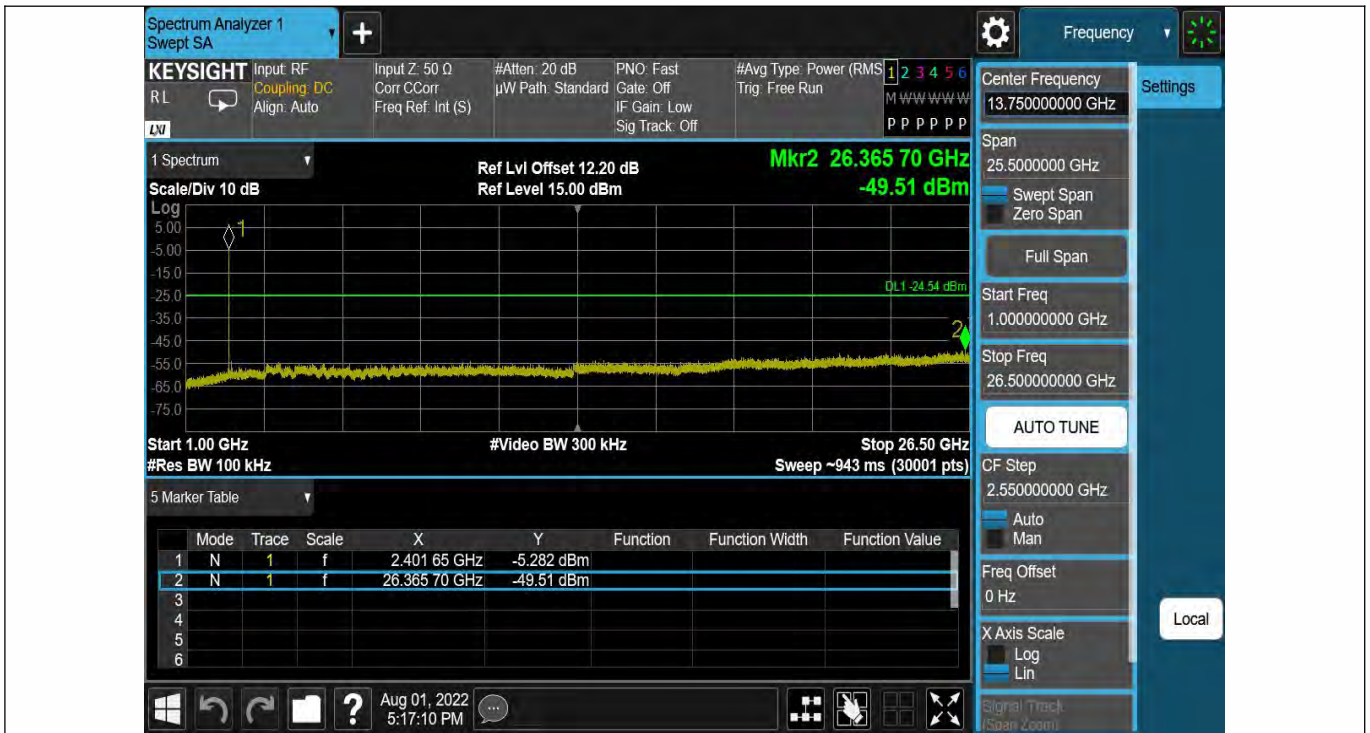 Spectrum Analyzer 1
Swept SA
Frequency
KEYSIGHT
RL
LXI
Input: RF
Coupling: DC
Align: Auto
Input Z: 50 Ω
Corr CCorr
Freq Ref: Int (S)
#Atten: 20 dB
µW Path: Standard
PNO: Fast
Gate: Off
IF Gain: Low
Sig Track: Off
#Avg Type: Power (RMS
Trig: Free Run
1 2 3 4 5 6
M W W W W W
P P P P P P
1 Spectrum
Scale/Div 10 dB
Ref Lvl Offset 12.20 dB
Ref Level 15.00 dBm
Mkr2 26.365 70 GHz
-49.51 dBm
Log
5.00
-5.00
-15.0
-25.0
-35.0
-45.0
-55.0
-65.0
-75.0
1
DL1 -24.54 dBm
2
Start 1.00 GHz
#Video BW 300 kHz
Stop 26.50 GHz
#Res BW 100 kHz
Sweep ~943 ms (30001 pts)
5 Marker Table
Mode Trace Scale X Y Function Function Width Function Value
1 N 1 f 2.401 65 GHz -5.282 dBm
2 N 1 f 26.365 70 GHz -49.51 dBm
3
4
5
6
Aug 01, 2022
5:17:10 PM
?
Center Frequency
13.750000000 GHz
Settings
Span
25.5000000 GHz
Swept Span
Zero Span
Full Span
Start Freq
1.000000000 GHz
Stop Freq
26.500000000 GHz
AUTO TUNE
CF Step
2.550000000 GHz
Auto
Man
Freq Offset
0 Hz
X Axis Scale
Log
Lin
Local
Signal Track
(Span Zoom)